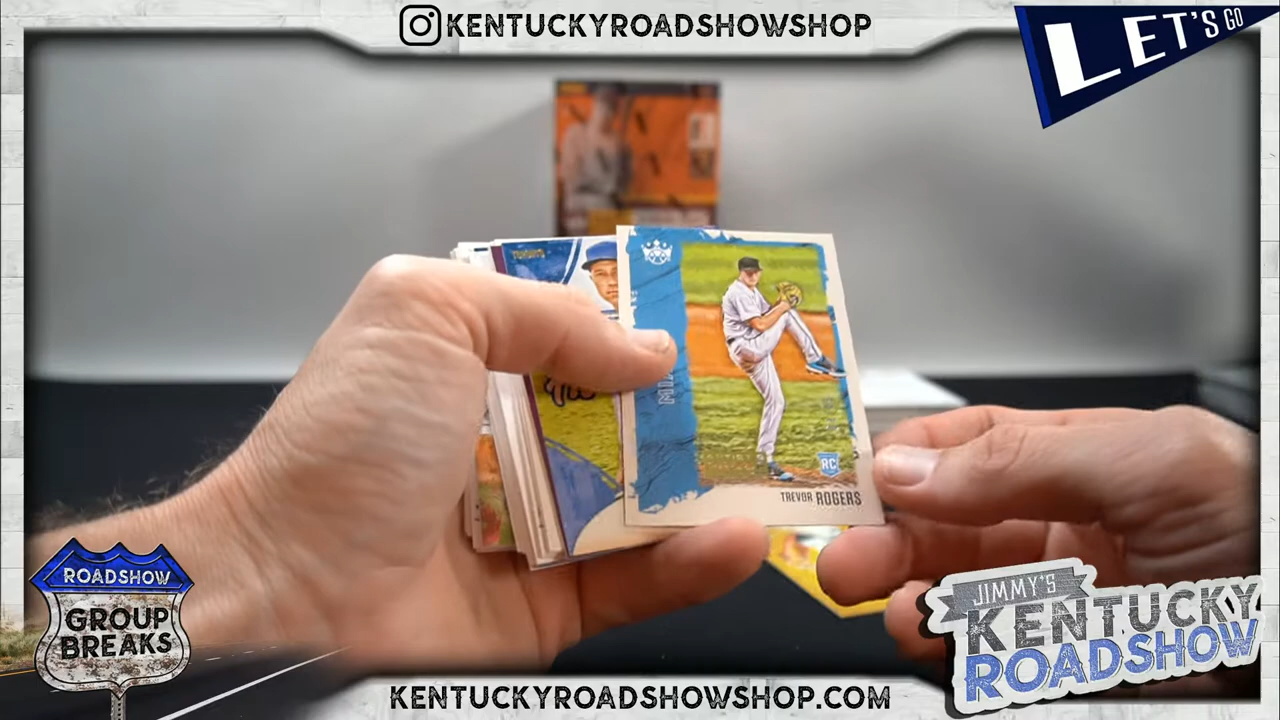 KENTUCKYROADSHOWSHOP
LET'S GO
TREVOR ROGERS
RC
ROADSHOW
GROUP
BREAKS
JIMMY'S
KENTUCKY
ROADSHOW
KENTUCKYROADSHOWSHOP.COM